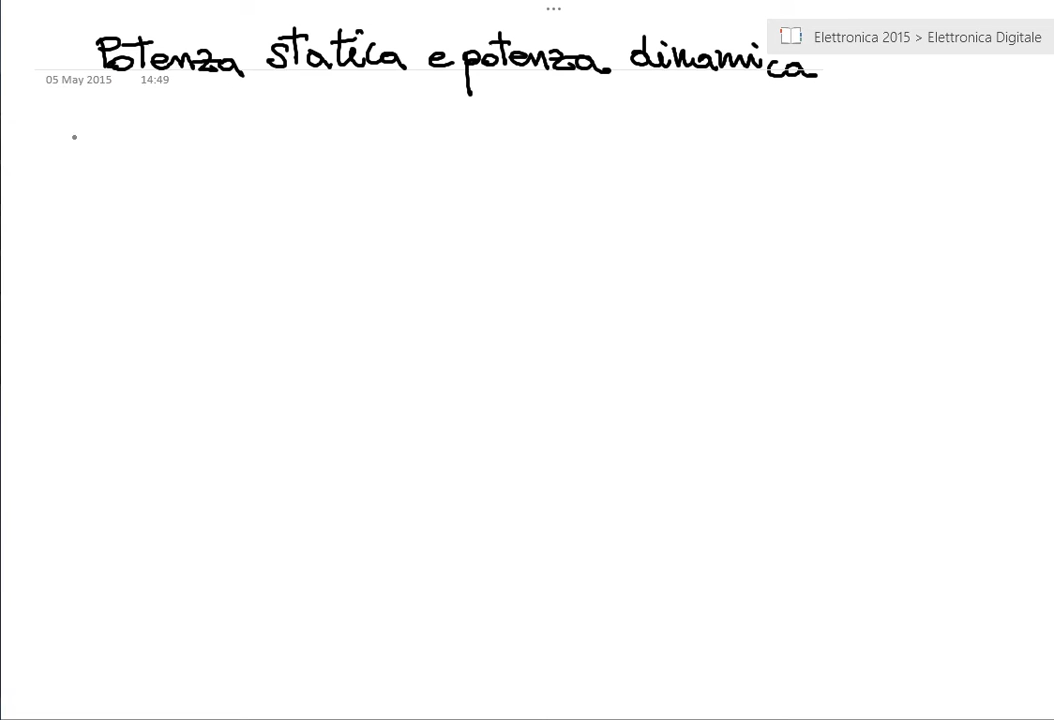 Elettronica 2015 > Elettronica Digitale
Potenza statica e potenza dinamica
05 May 2015 14:49